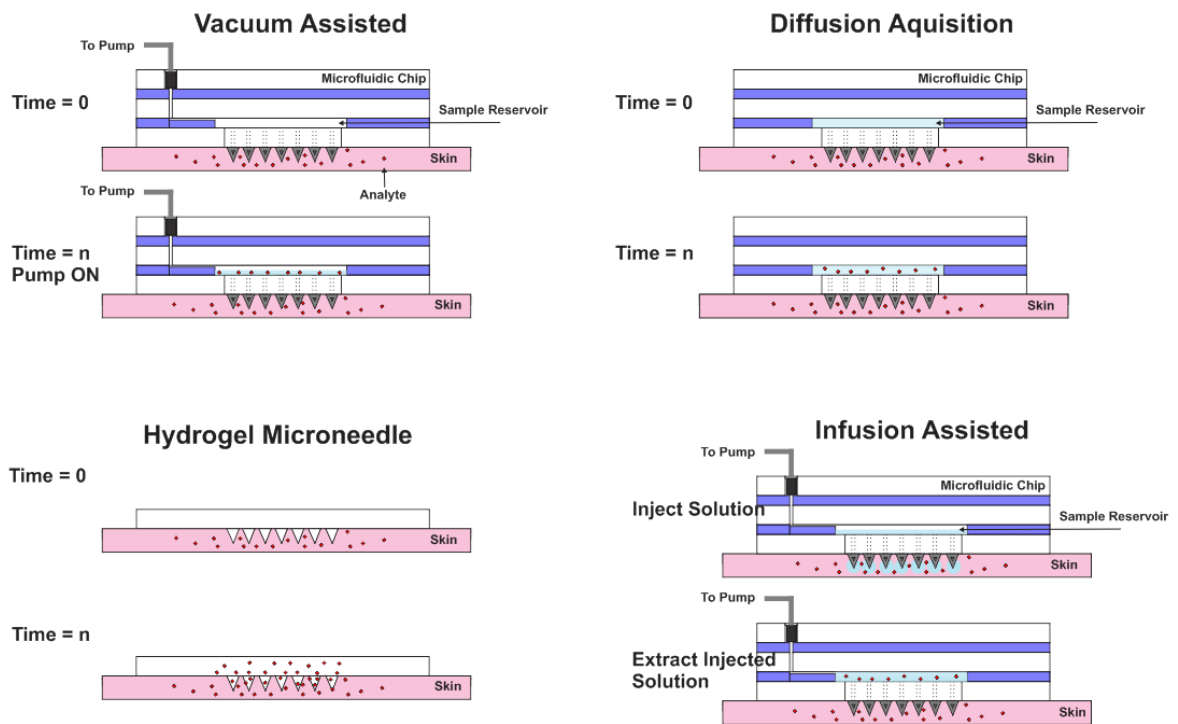 Vacuum Assisted
To Pump
Microfluidic Chip
Time = 0
Sample Reservoir
Skin
Analyte
To Pump
Time = n
Pump ON
Skin
Diffusion Aquisition
Time = 0
Sample Reservoir
Skin
Time = n
Skin
Hydrogel Microneedle
Time = 0
Skin
Time = n
Skin
Infusion Assisted
To Pump
Microfluidic Chip
Inject Solution
Sample Reservoir
Skin
To Pump
Extract Injected
Solution
Skin